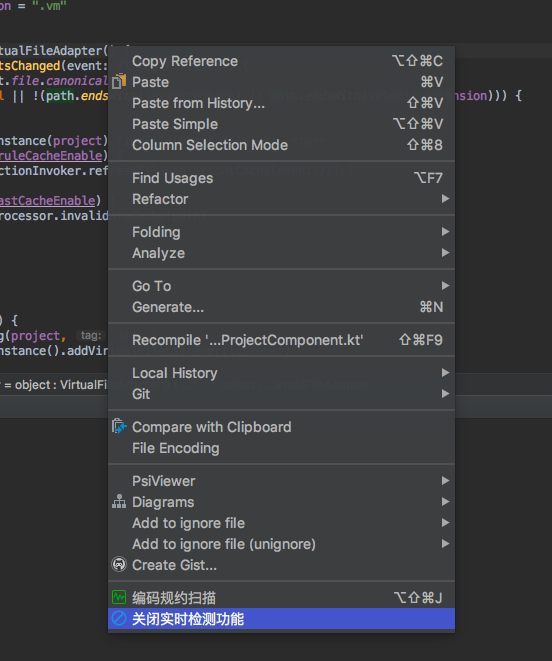 on = ".vm"
rtualFileAdapter(
tsChanged(event:
t.file.canonical
l || !(path.ends nsion))) {
nstance(project)
ruleCacheEnable)
ctionInvoker.ref
astCacheEnable) {
rocessor.invalid
) {
g(project, tag:
nstance().addVir
r = object : VirtualFi
Copy Reference ⌥⇧⌘C
Paste ⌘V
Paste from History... ⇧⌘V
Paste Simple ⌥⇧⌘V
Column Selection Mode ⇧⌘8
Find Usages ⌥F7
Refactor
Folding
Analyze
Go To
Generate... ⌘N
Recompile '...ProjectComponent.kt' ⇧⌘F9
Local History
Git
Compare with Clipboard
File Encoding
PsiViewer
Diagrams
Add to ignore file
Add to ignore file (unignore)
Create Gist...
编码规约扫描 ⌥⇧⌘J
关闭实时检测功能